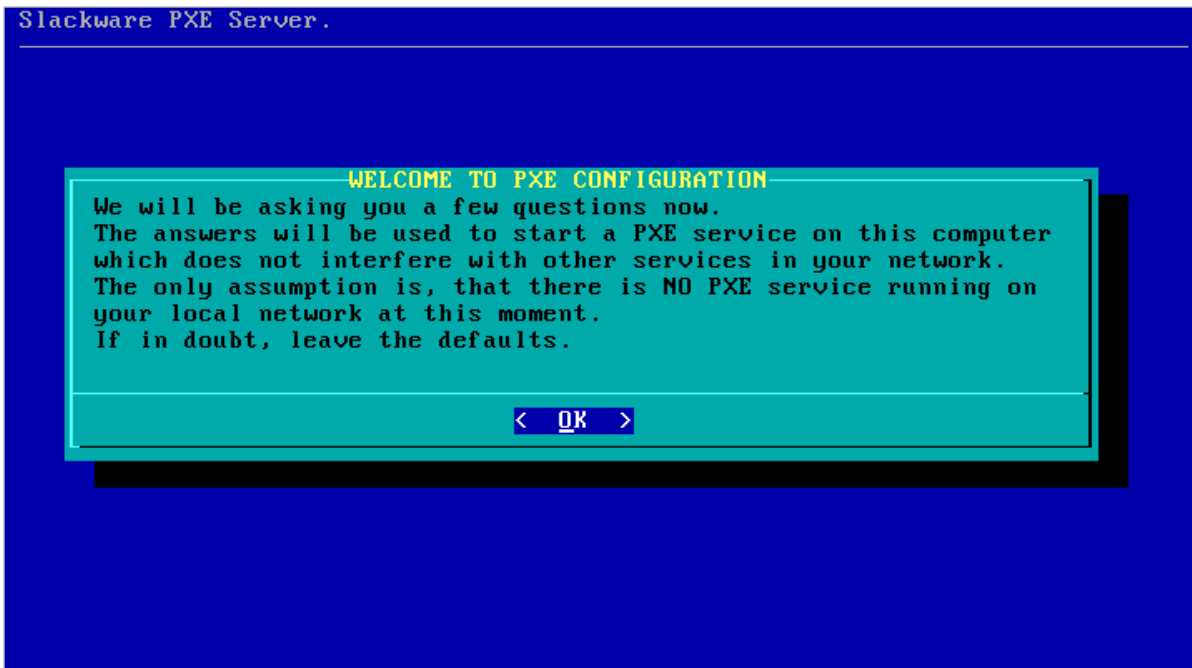 Slackware PXE Server.
WELCOME TO PXE CONFIGURATION
We will be asking you a few questions now.
The answers will be used to start a PXE service on this computer
which does not interfere with other services in your network.
The only assumption is, that there is NO PXE service running on
your local network at this moment.
If in doubt, leave the defaults.
< OK >